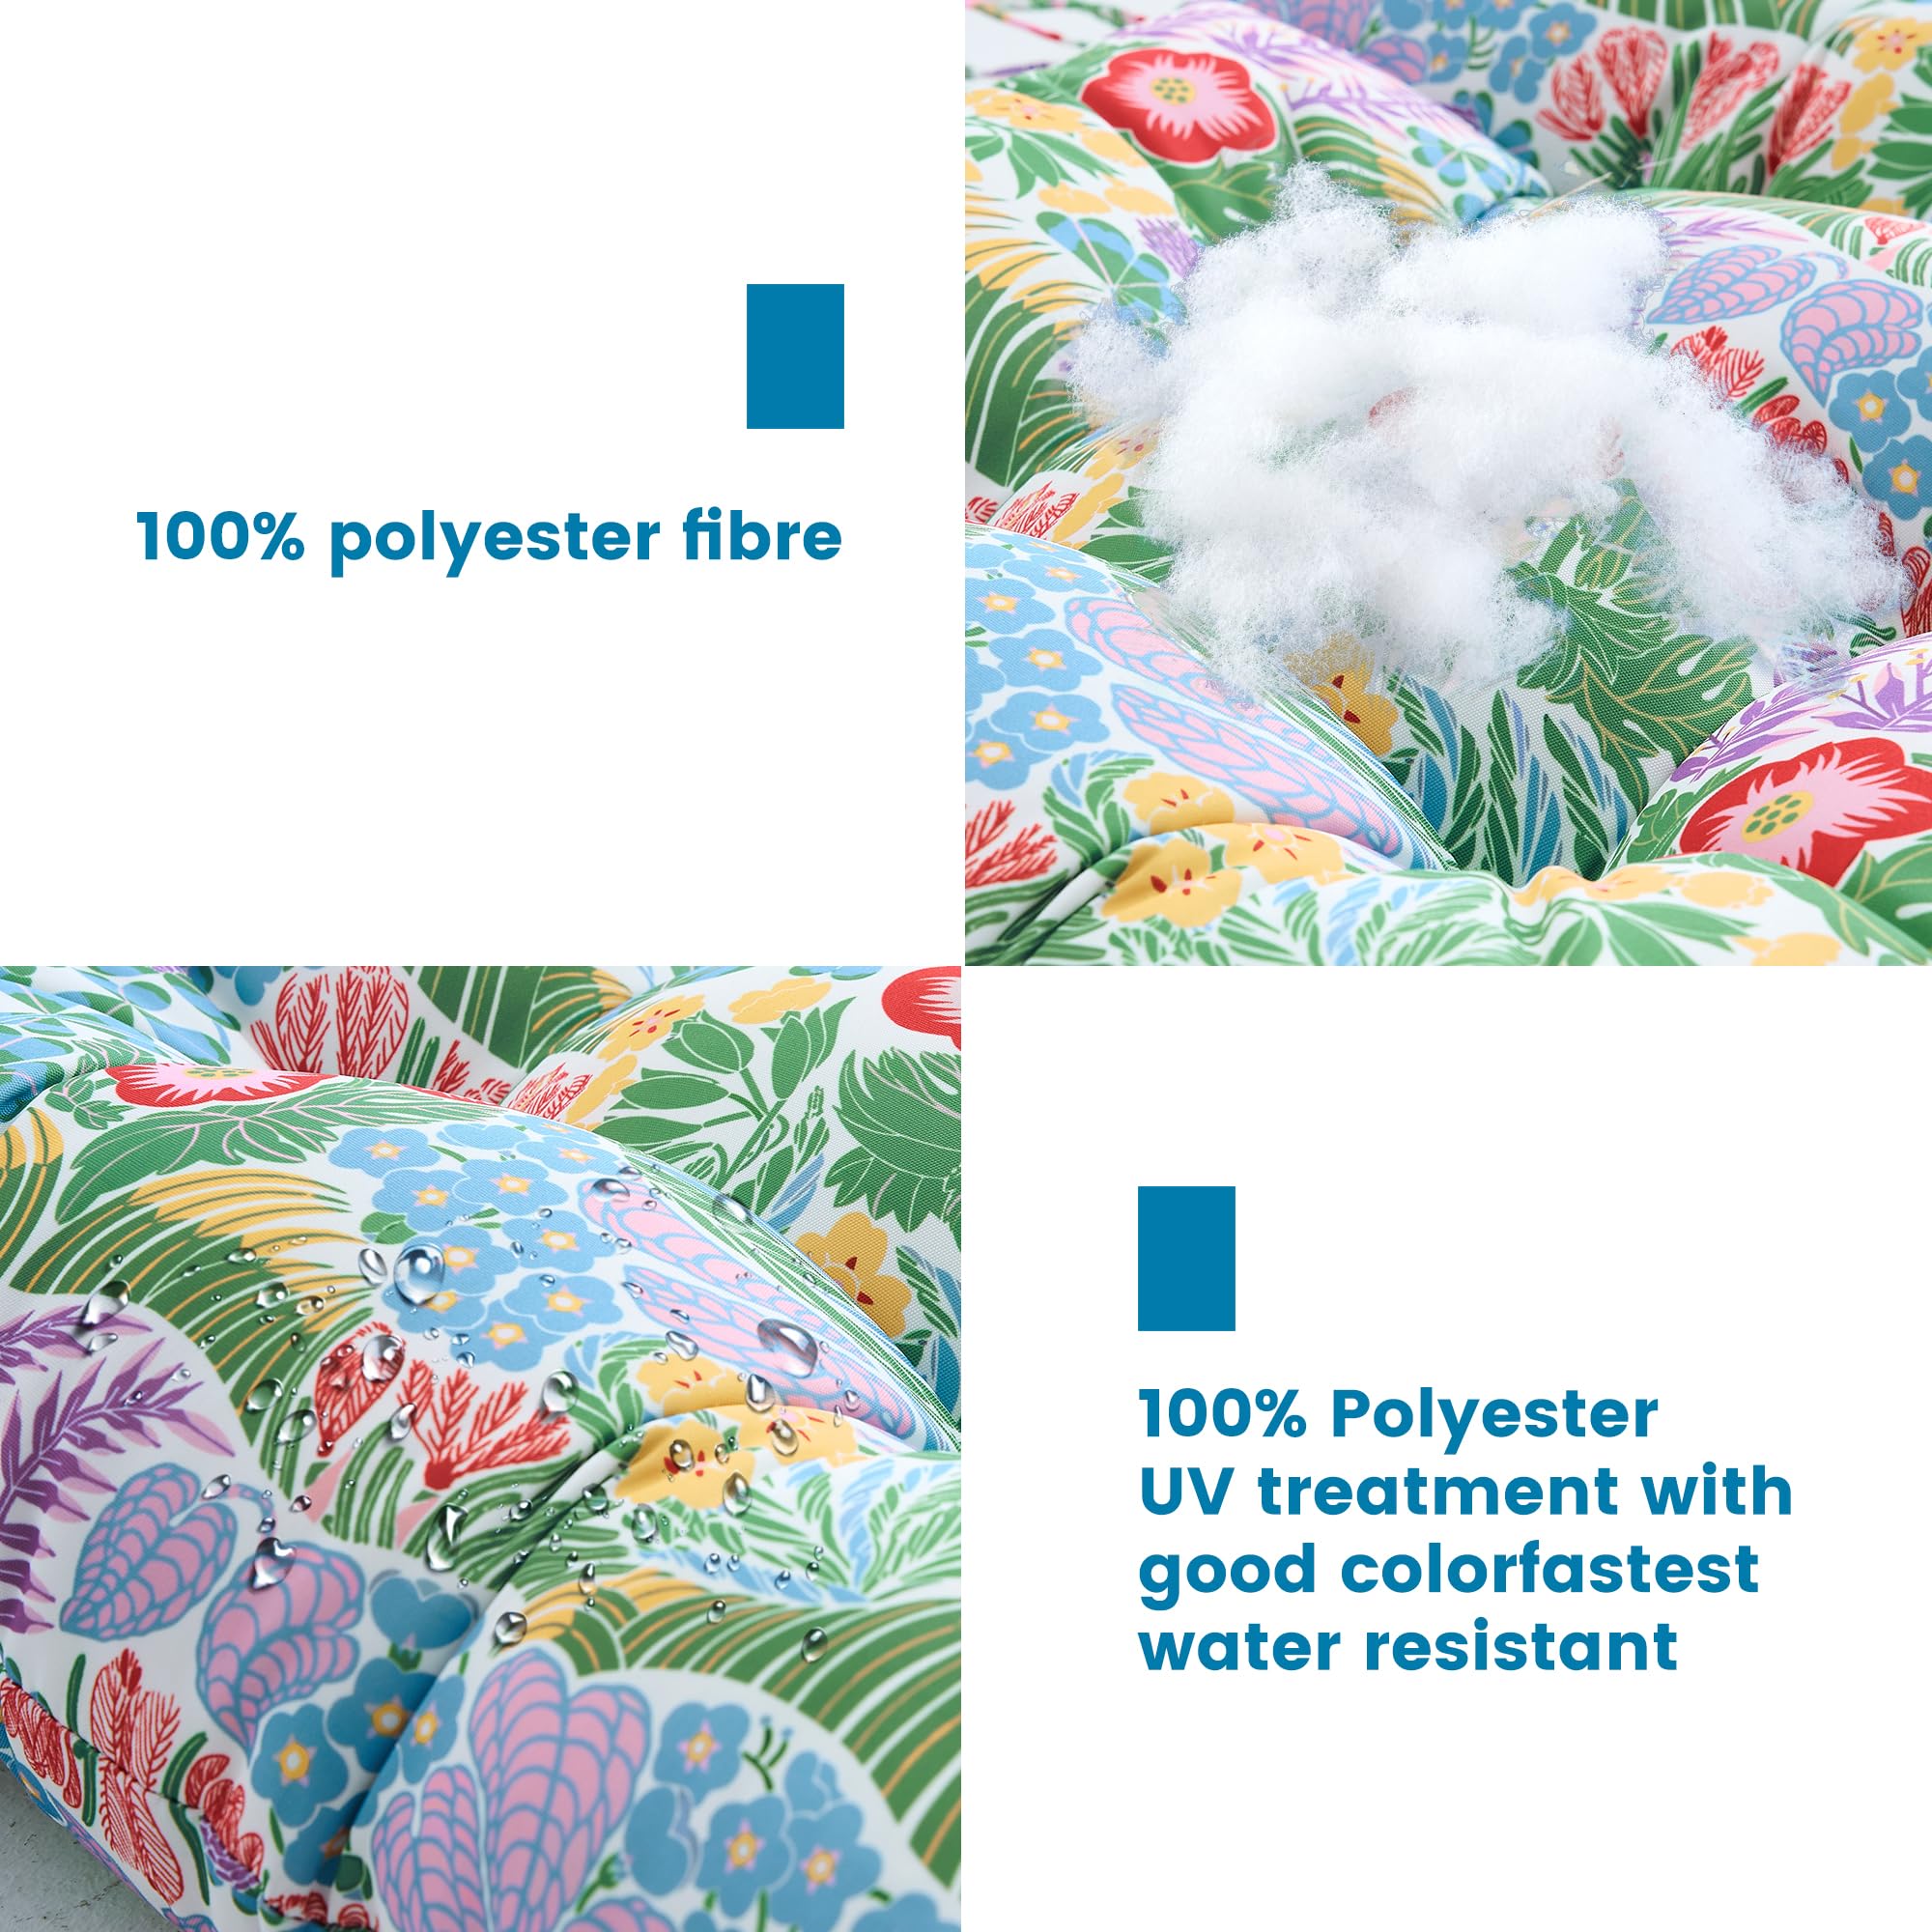 100% polyester fibre
100% Polyester
UV treatment with
good colorfastest
water resistant